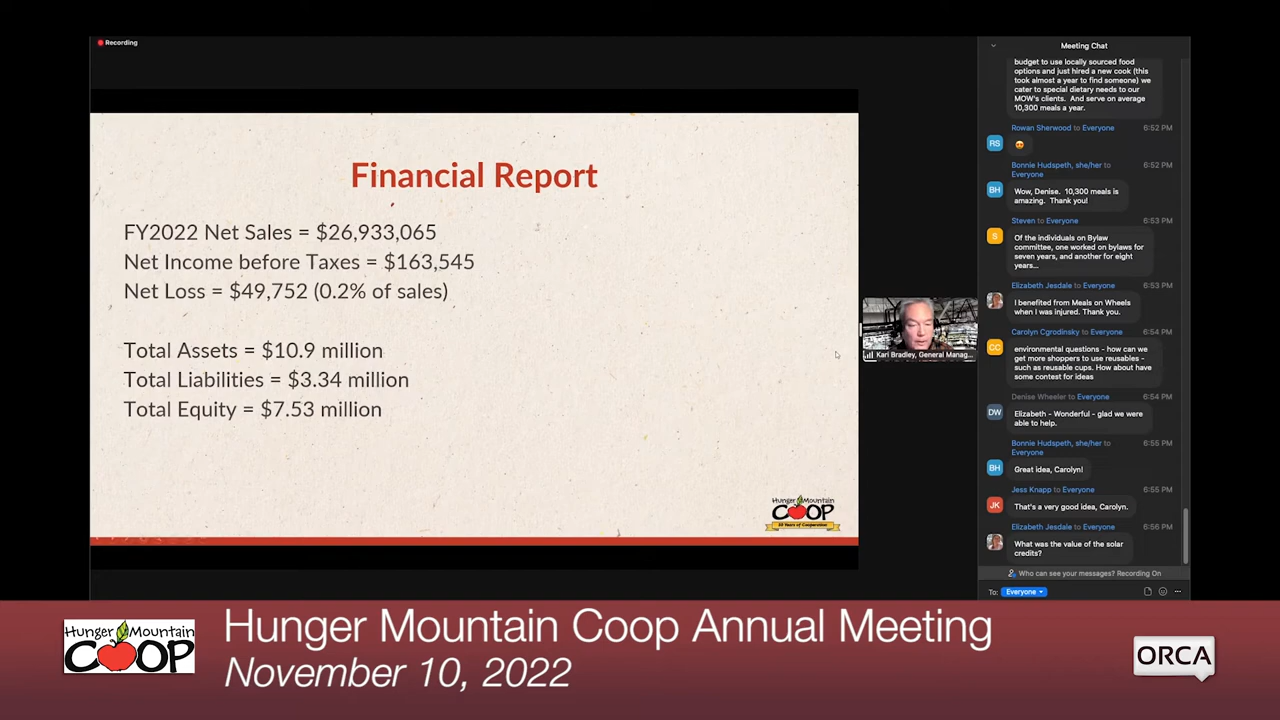 Recording
Financial Report
FY2022 Net Sales = $26,933,065
Net Income before Taxes = $163,545
Net Loss = $49,752 (0.2% of sales)
Total Assets = $10.9 million
Total Liabilities = $3.34 million
Total Equity = $7.53 million
Hunger Mountain
COOP
50 Years of Cooperation
Kari Bradley, General Manag...
Meeting Chat
budget to use locally sourced food
options and just hired a new cook (this
took almost a year to find someone) we
cater to special dietary needs to our
MOW's clients. And serve on average
10,300 meals a year.
Rowan Sherwood to Everyone
6:52 PM
RS
Bonnie Hudspeth, she/her to
Everyone
6:52 PM
BH
Wow, Denise. 10,300 meals is
amazing. Thank you!
Steven to Everyone
6:53 PM
S
Of the individuals on Bylaw
committee, one worked on bylaws for
seven years, and another for eight
years...
Elizabeth Jesdale to Everyone
6:53 PM
I benefited from Meals on Wheels
when I was injured. Thank you.
Carolyn Cgrodinsky to Everyone
6:54 PM
CC
environmental questions - how can we
get more shoppers to use reusables -
such as reusable cups. How about have
some contest for ideas
Denise Wheeler to Everyone
6:54 PM
DW
Elizabeth - Wonderful - glad we were
able to help.
Bonnie Hudspeth, she/her to
Everyone
6:55 PM
BH
Great idea, Carolyn!
Jess Knapp to Everyone
6:55 PM
JK
That's a very good idea, Carolyn.
Elizabeth Jesdale to Everyone
6:56 PM
What was the value of the solar
credits?
Who can see your messages? Recording On
To: Everyone
Hunger Mountain
COOP
Hunger Mountain Coop Annual Meeting
November 10, 2022
ORCA